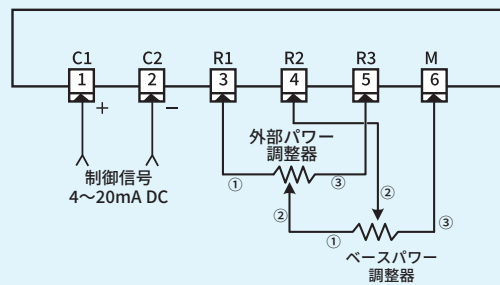 C1 C2 R1 R2 R3 M
1 2 3 4 5 6
+ −
外部パワー
調整器
制御信号
4〜20mA DC
① ③
②
②
① ③
ベースパワー
調整器